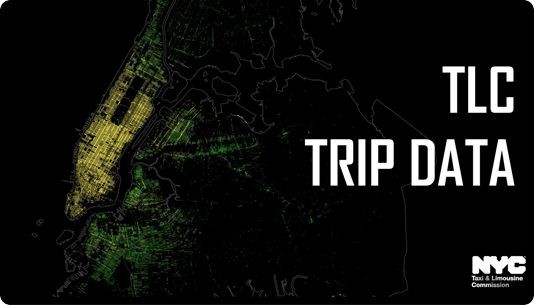 TLC
TRIP DATA
NYC
Taxi & Limousine
Commission